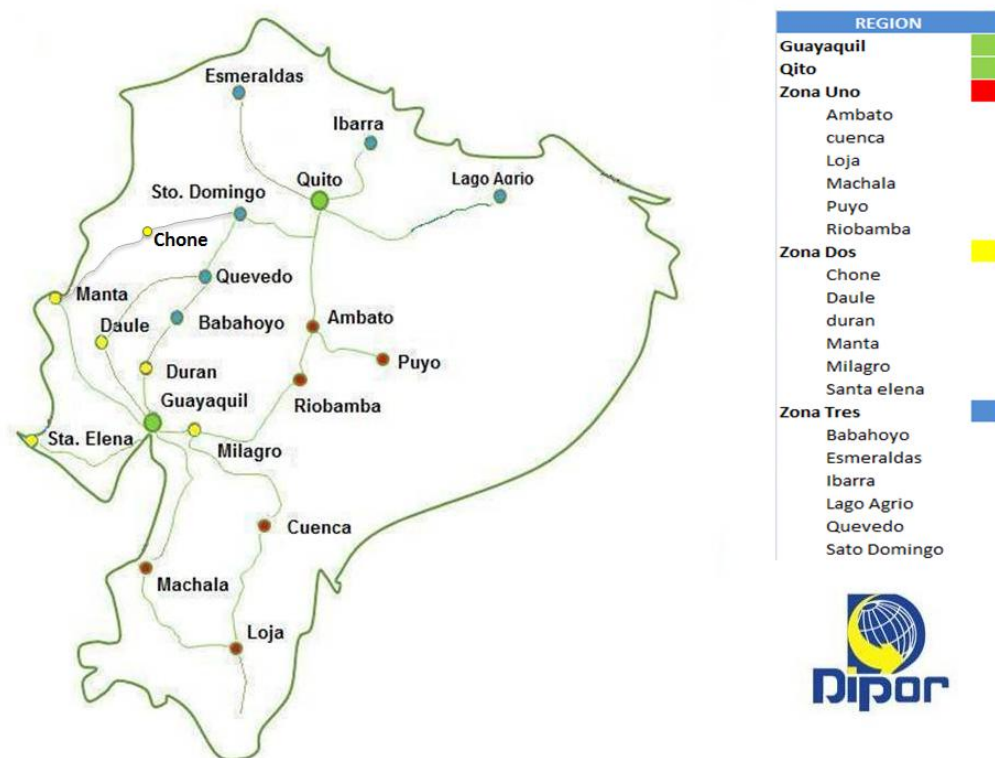 Esmeraldas
Ibarra
Quito
Lago Agrio
Sto. Domingo
Chone
Quevedo
Manta
Daule
Babahoyo
Ambato
Puyo
Duran
Guayaquil
Riobamba
Sta. Elena
Milagro
Cuenca
Machala
Loja
REGION
Guayaquil
Qito
Zona Uno
Ambato
cuenca
Loja
Machala
Puyo
Riobamba
Zona Dos
Chone
Daule
duran
Manta
Milagro
Santa elena
Zona Tres
Babahoyo
Esmeraldas
Ibarra
Lago Agrio
Quevedo
Sato Domingo
Dipor